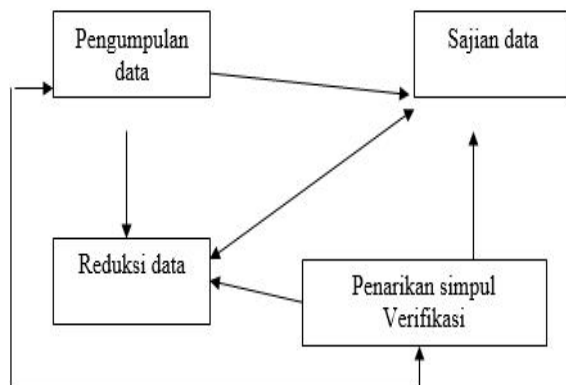 Pengumpulan
data
Sajian data
Reduksi data
Penarikan simpul
Verifikasi